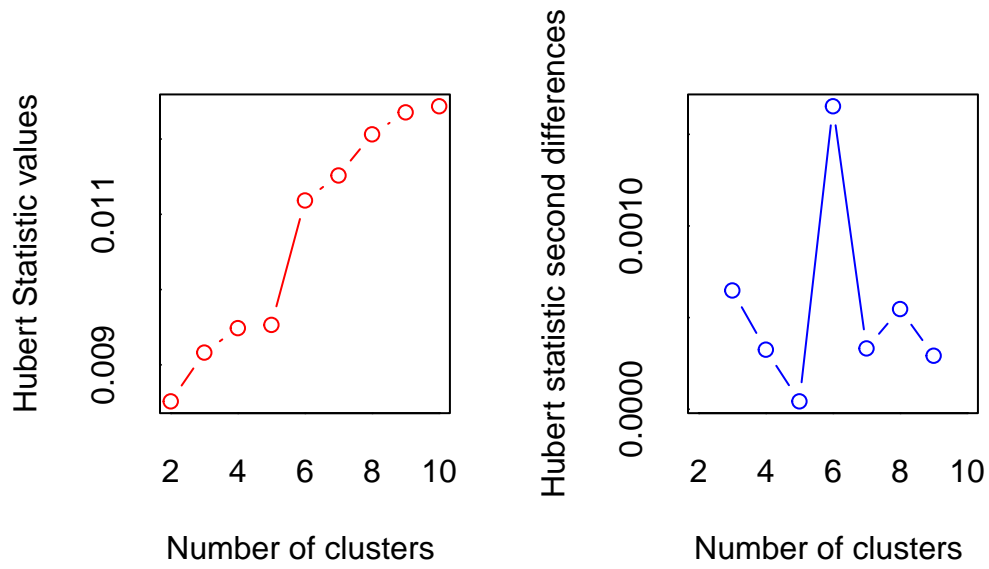 Hubert Statistic values
0.009
0.011
2 4 6 8 10
Number of clusters
Hubert statistic second differences
0.0000
0.0010
2 4 6 8 10
Number of clusters